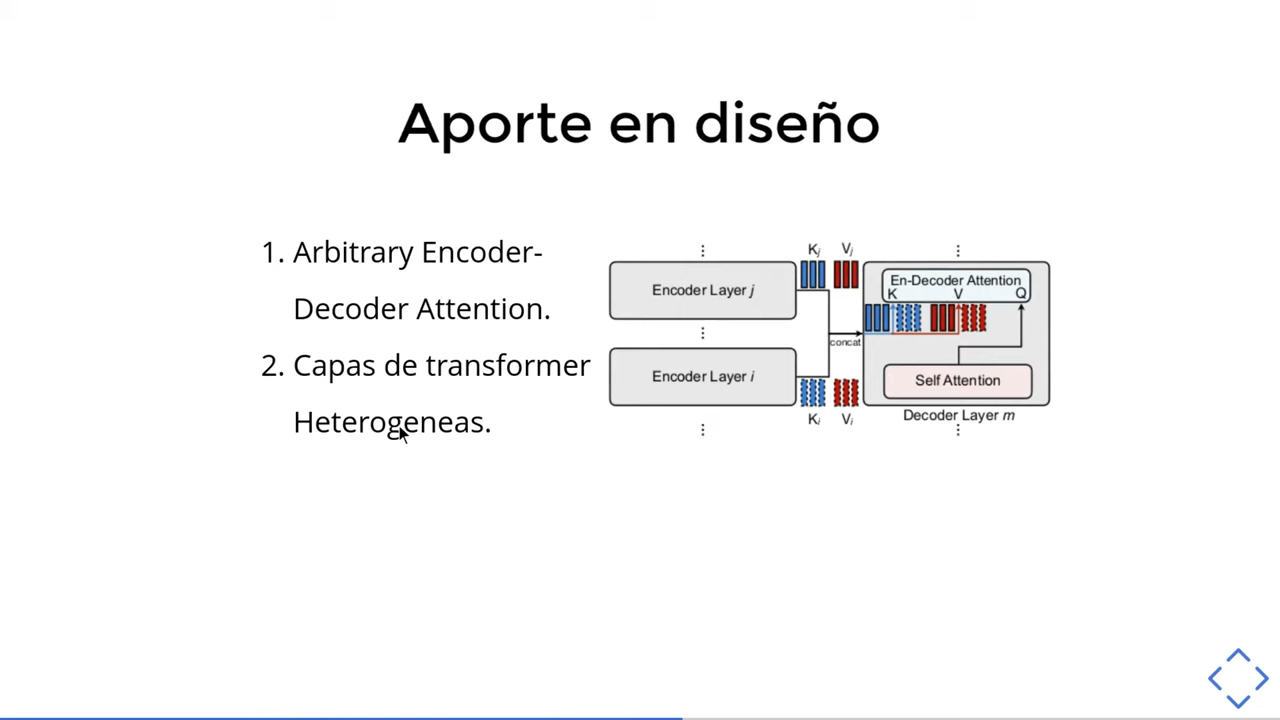 Aporte en diseño
1. Arbitrary Encoder-
Decoder Attention.
2. Capas de transformer
Heterogeneas.
Kj Vj
Encoder Layer j
Encoder Layer i
Ki Vi
concat
En-Decoder Attention
K V Q
Self Attention
Decoder Layer m